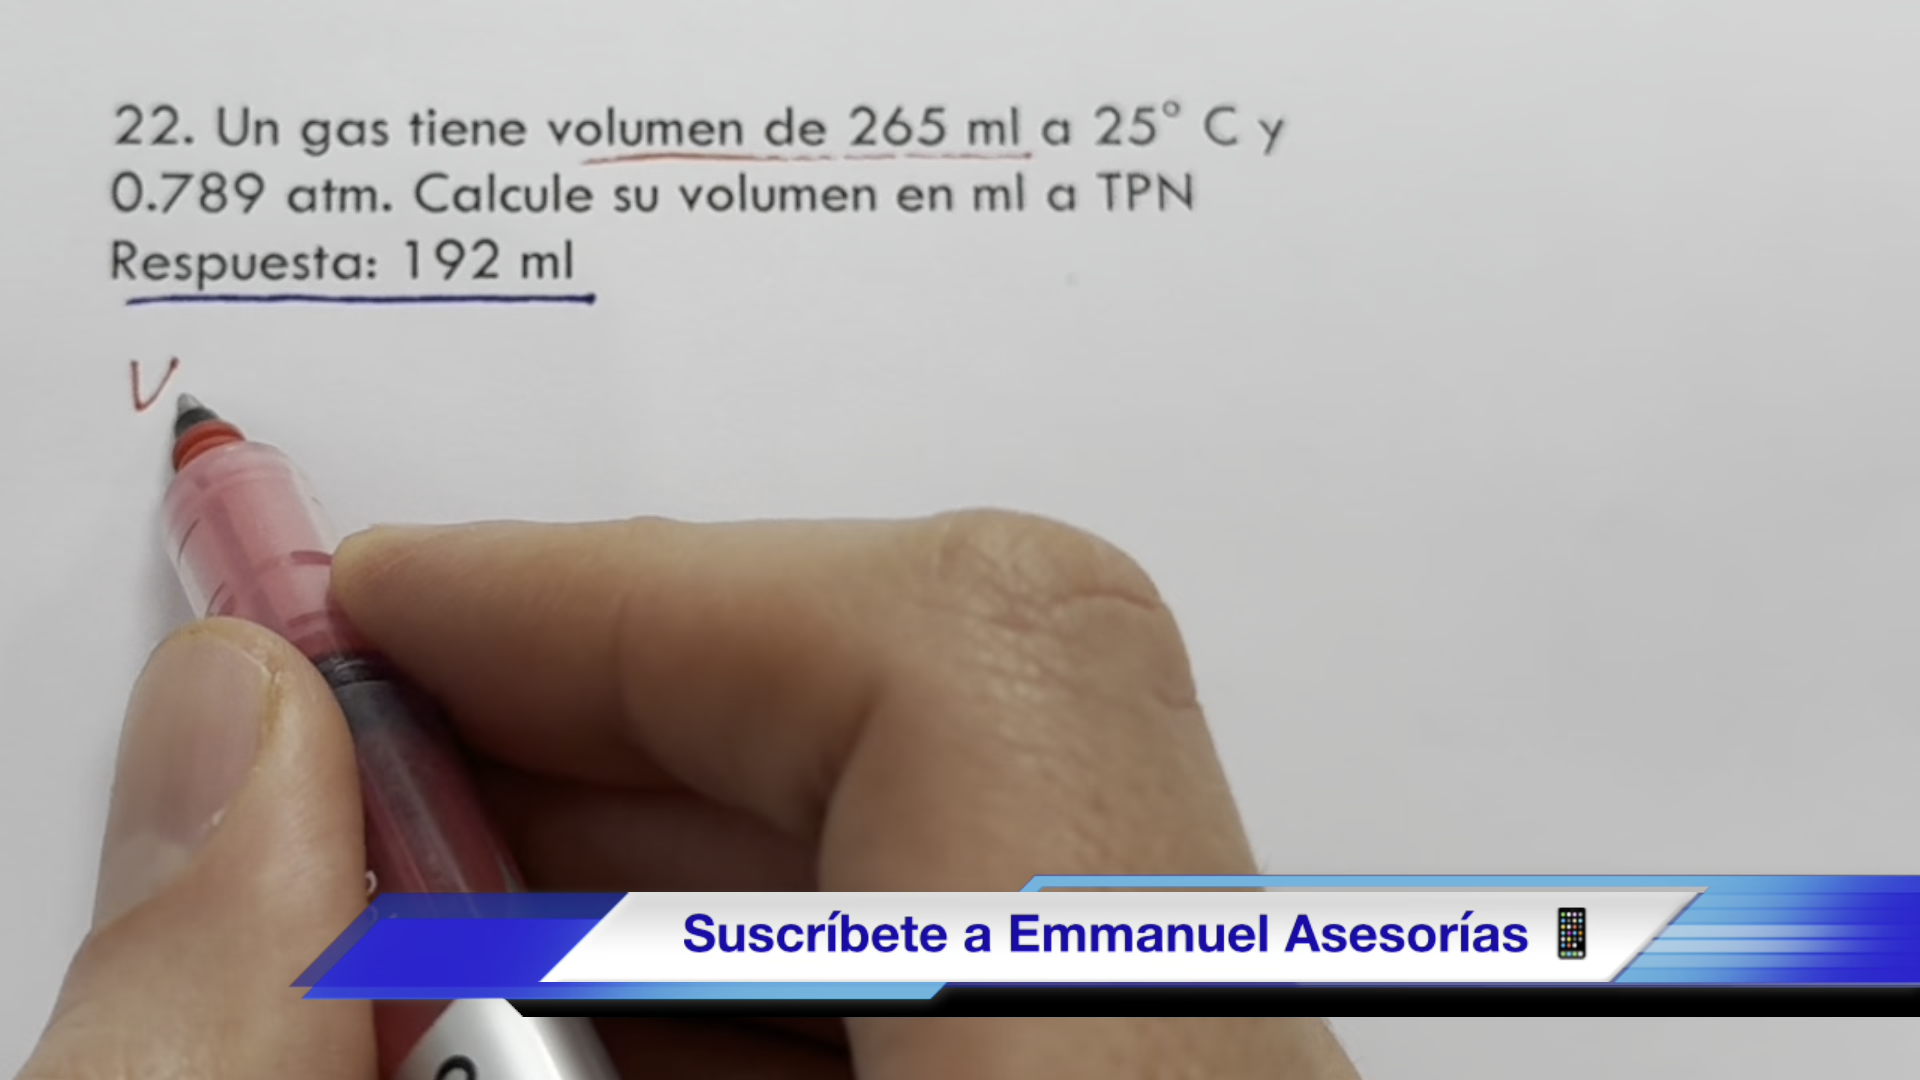 22. Un gas tiene volumen de 265 ml a 25° C y
0.789 atm. Calcule su volumen en ml a TPN
Respuesta: 192 ml
V
Suscríbete a Emmanuel Asesorías 📱